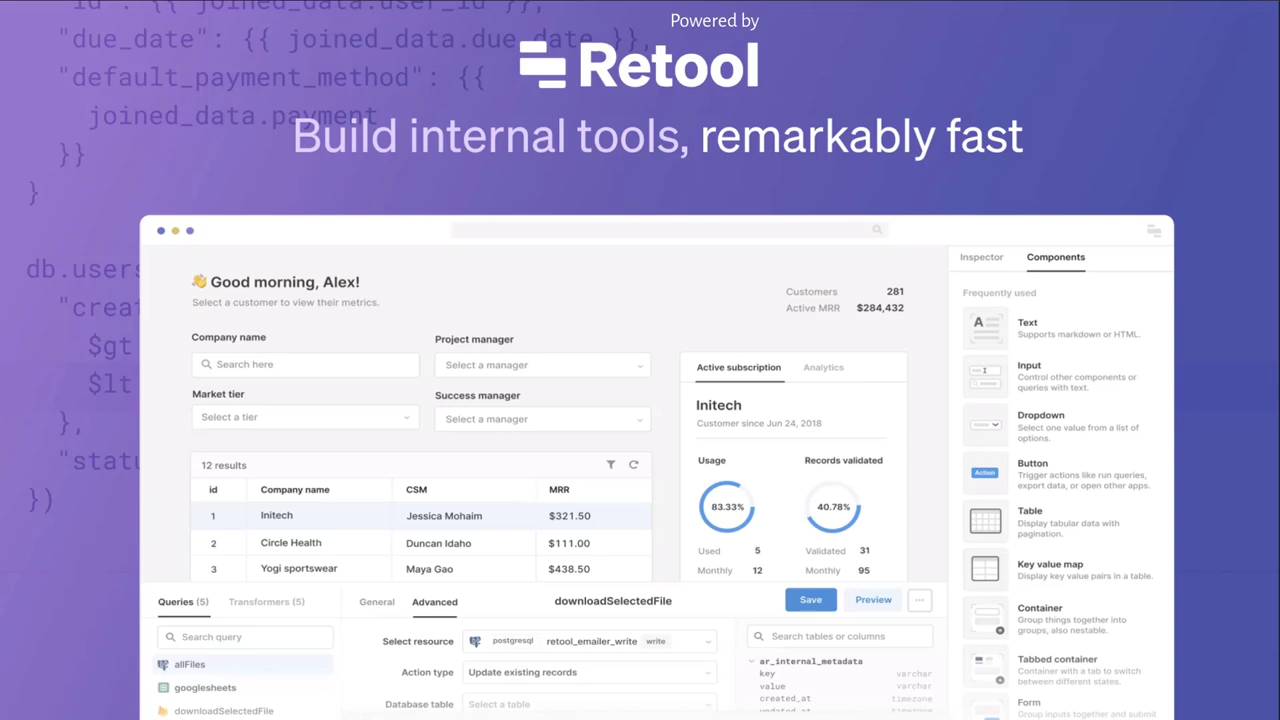 "id": {{ joined_data.user_id }},
"due_date": {{ joined_data.due_date }},
"default_payment_method": {{
joined_data.payment
}}
}
db.users
"creat
$gt
$lt
},
"statu
})
Powered by
Retool
Build internal tools, remarkably fast
👋 Good morning, Alex!
Select a customer to view their metrics.
Customers 281
Active MRR $284,432
Company name
Search here
Project manager
Select a manager
Market tier
Select a tier
Success manager
Select a manager
12 results
id Company name CSM MRR
1 Initech Jessica Mohaim $321.50
2 Circle Health Duncan Idaho $111.00
3 Yogi sportswear Maya Gao $438.50
Active subscription Analytics
Initech
Customer since Jun 24, 2018
Usage Records validated
83.33% 40.78%
Used 5 Validated 31
Monthly 12 Monthly 95
Queries (5) Transformers (5)
Search query
allFiles
googlesheets
downloadSelectedFile
General Advanced downloadSelectedFile Save Preview ...
Select resource postgresql retool_emailer_write write
Action type Update existing records
Database table Select a table
Search tables or columns
ar_internal_metadata
key varchar
value varchar
created_at timezone
updated_at timezone
Inspector Components
Frequently used
Text
Supports markdown or HTML.
Input
Control other components or
queries with text.
Dropdown
Select one value from a list of
options.
Action
Button
Trigger actions like run queries,
export data, or open other apps.
Table
Display tabular data with
pagination.
Key value map
Display key value pairs in a table.
Container
Group things together into
groups, also nestable.
Tabbed container
Container with a tab to switch
between different states.
Form
Group inputs together and submit